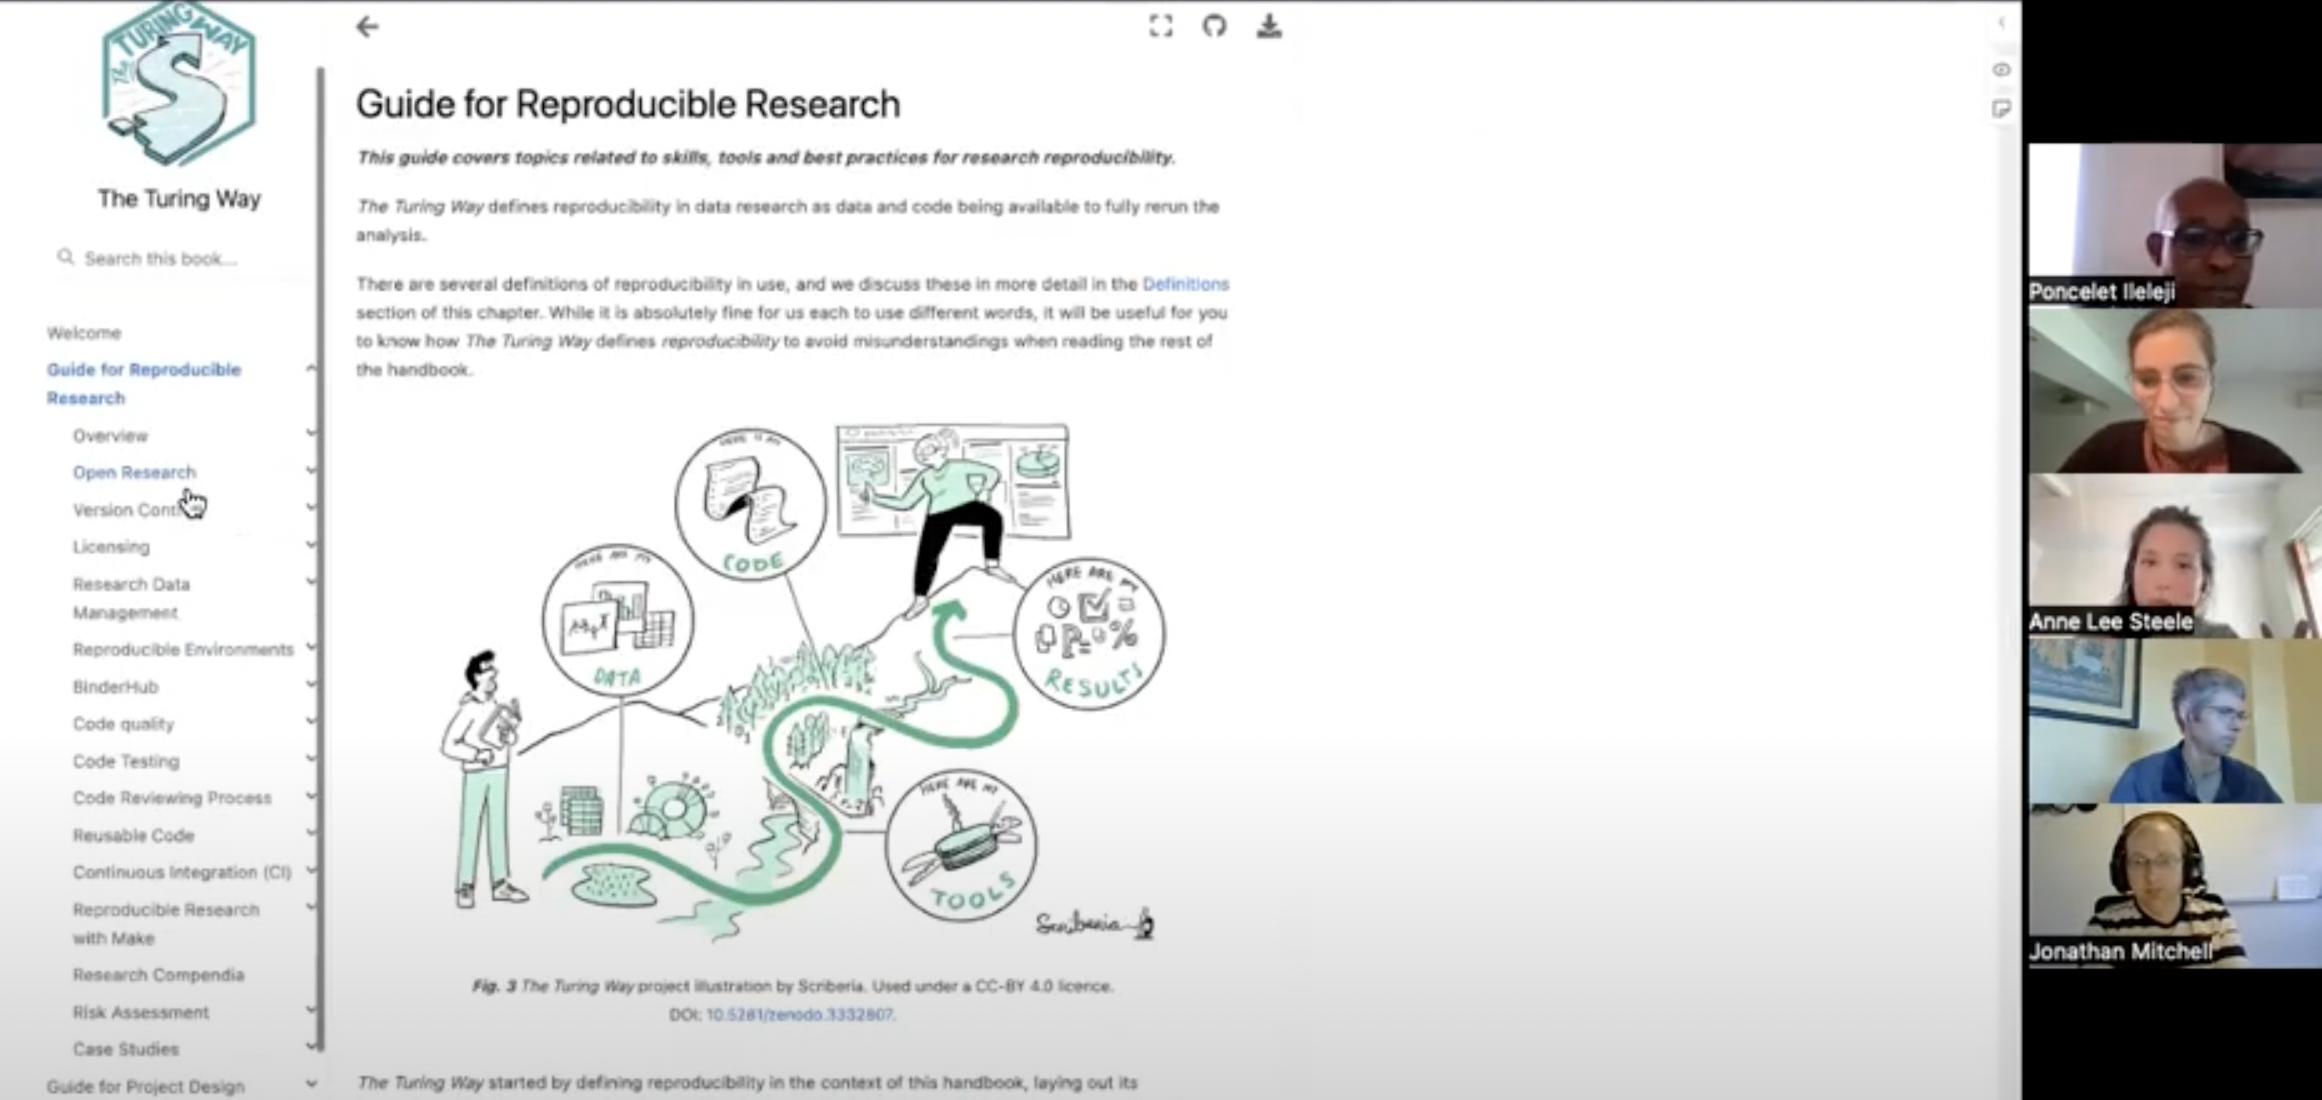 The TURING WAY
The Turing Way
Search this book...
Welcome
Guide for Reproducible
Research
Overview
Open Research
Version Cont
Licensing
Research Data
Management
Reproducible Environments
BinderHub
Code quality
Code Testing
Code Reviewing Process
Reusable Code
Continuous Integration (CI)
Reproducible Research
with Make
Research Compendia
Risk Assessment
Case Studies
Guide for Project Design
Guide for Reproducible Research
This guide covers topics related to skills, tools and best practices for research reproducibility.
The Turing Way defines reproducibility in data research as data and code being available to fully rerun the
analysis.
There are several definitions of reproducibility in use, and we discuss these in more detail in the Definitions
section of this chapter. While it is absolutely fine for us each to use different words, it will be useful for you
to know how The Turing Way defines reproducibility to avoid misunderstandings when reading the rest of
the handbook.
HERE IS MY
CODE
HERE ARE MY
DATA
HERE ARE MY
%
RESULTS
HERE ARE MY
TOOLS
Scriberia
Fig. 3 The Turing Way project illustration by Scriberia. Used under a CC-BY 4.0 licence.
DOI: 10.5281/zenodo.3332807.
The Turing Way started by defining reproducibility in the context of this handbook, laying out its
Poncelet Ileleji
Anne Lee Steele
Jonathan Mitchell